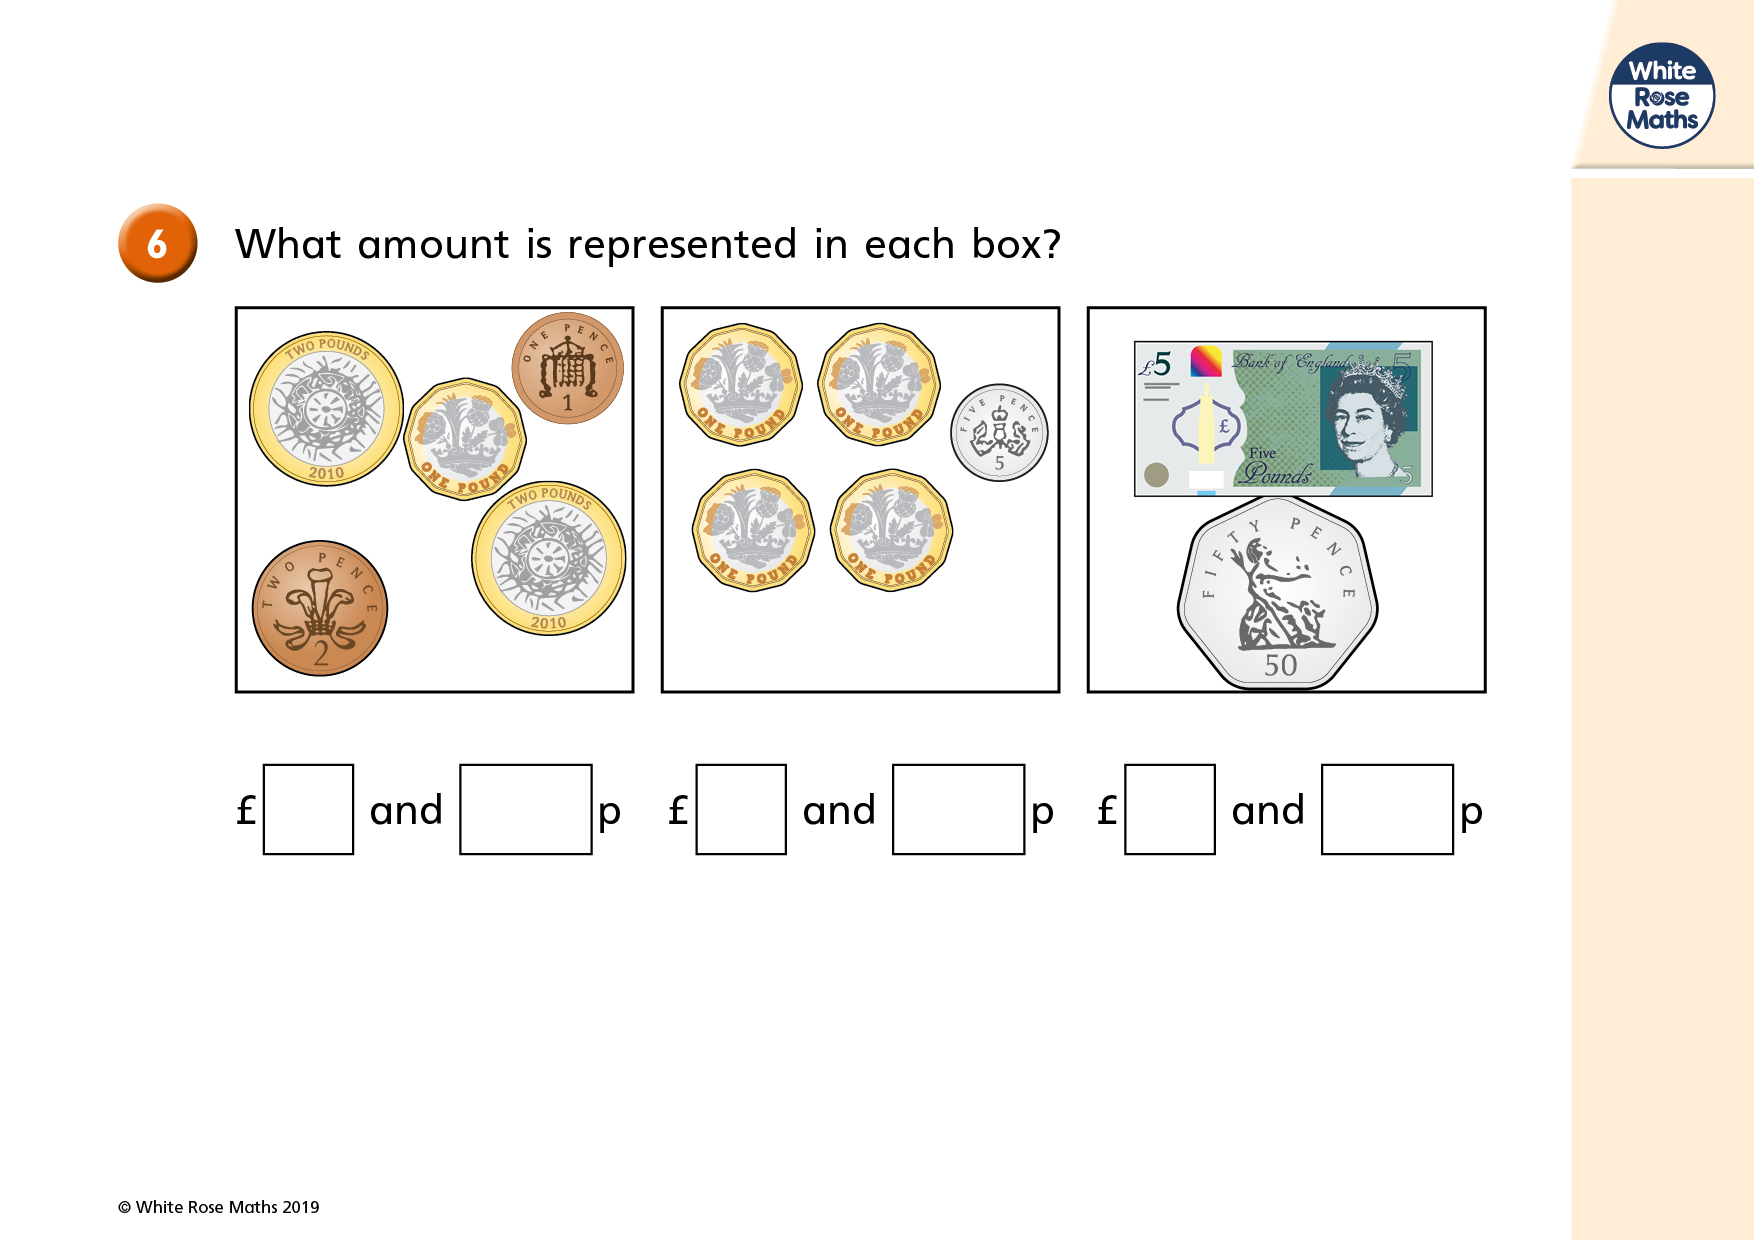 White
Rose
Maths
6 What amount is represented in each box?
TWO POUNDS
2010
ONE POUND
ONE PENCE
1
TWO POUNDS
2010
TWO PENCE
2
ONE POUND
ONE POUND
FIVE PENCE
5
ONE POUND
ONE POUND
£5 Bank of England 5
£
Five
Pounds 5
FIFTY PENCE
50
£ and p £ and p £ and p
© White Rose Maths 2019